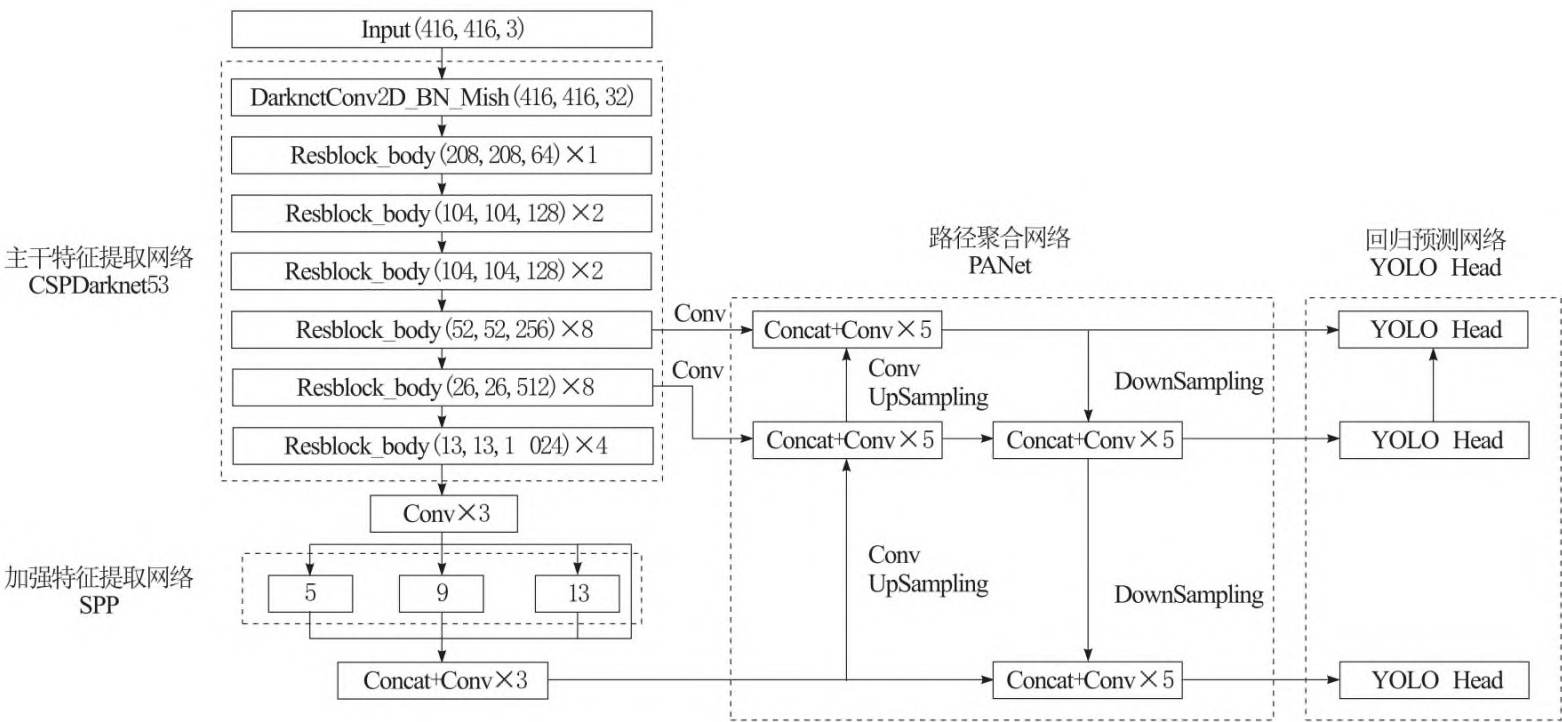 Input(416, 416, 3)
DarknctConv2D_BN_Mish(416, 416, 32)
Resblock_body(208, 208, 64)×1
Resblock_body(104, 104, 128)×2
Resblock_body(104, 104, 128)×2
Resblock_body(52, 52, 256)×8
Resblock_body(26, 26, 512)×8
Resblock_body(13, 13, 1 024)×4
主干特征提取网络
CSPDarknet53
Conv×3
加强特征提取网络
SPP
5
9
13
Concat+Conv×3
Conv
Conv
路径聚合网络
PANet
Concat+Conv×5
Conv
UpSampling
DownSampling
Concat+Conv×5
Concat+Conv×5
Conv
UpSampling
DownSampling
Concat+Conv×5
回归预测网络
YOLO Head
YOLO Head
YOLO Head
YOLO Head